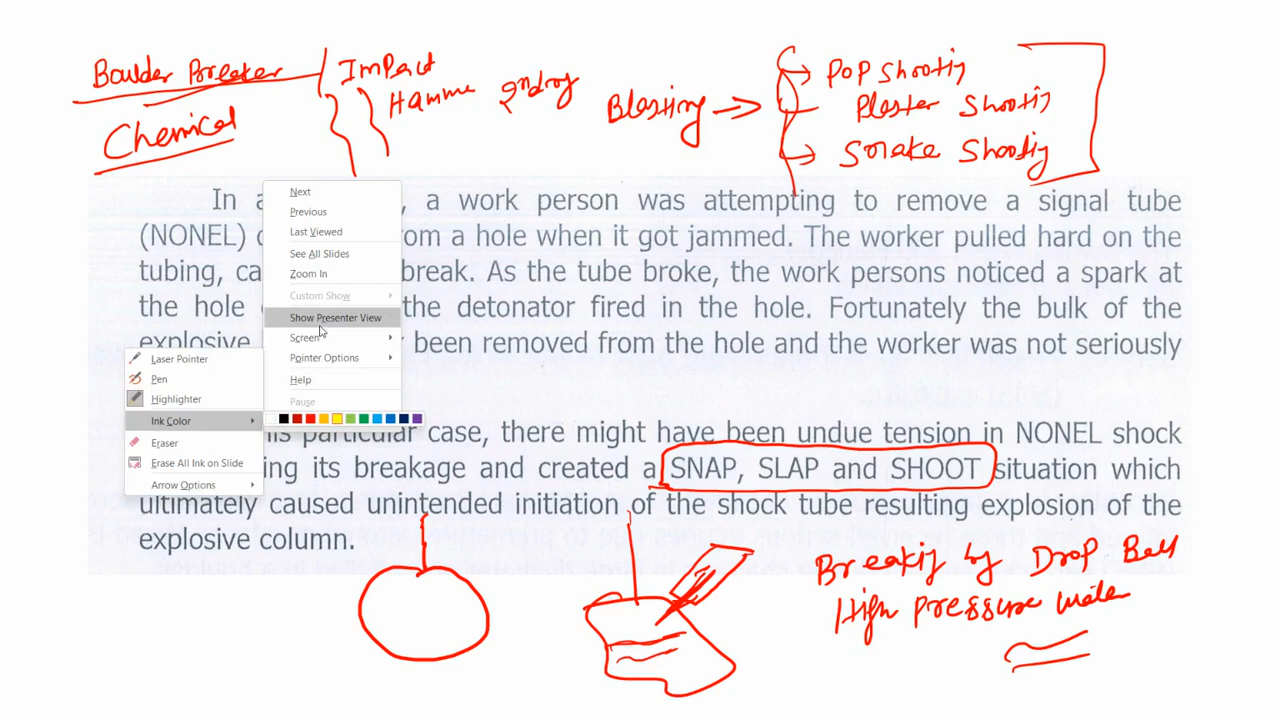 Boulder Breaker
Impact
Hamme
2ndry
Chemical
Blasting
Pop shooting
Plaster Shooting
Snake Shooting
In a , a work person was attempting to remove a signal tube
(NONEL) from a hole when it got jammed. The worker pulled hard on the
tubing, break. As the tube broke, the work persons noticed a spark at
the hole the detonator fired in the hole. Fortunately the bulk of the
explosive been removed from the hole and the worker was not seriously
Next
Previous
Last Viewed
See All Slides
Zoom In
Custom Show
Show Presenter View
Screen
Pointer Options
Help
Pause
Laser Pointer
Pen
Highlighter
Ink Color
Eraser
Erase All Ink on Slide
Arrow Options
is particular case, there might have been undue tension in NONEL shock
ing its breakage and created a SNAP, SLAP and SHOOT situation which
ultimately caused unintended initiation of the shock tube resulting explosion of the
explosive column.
Breaking by Drop Ball
High Pressure water